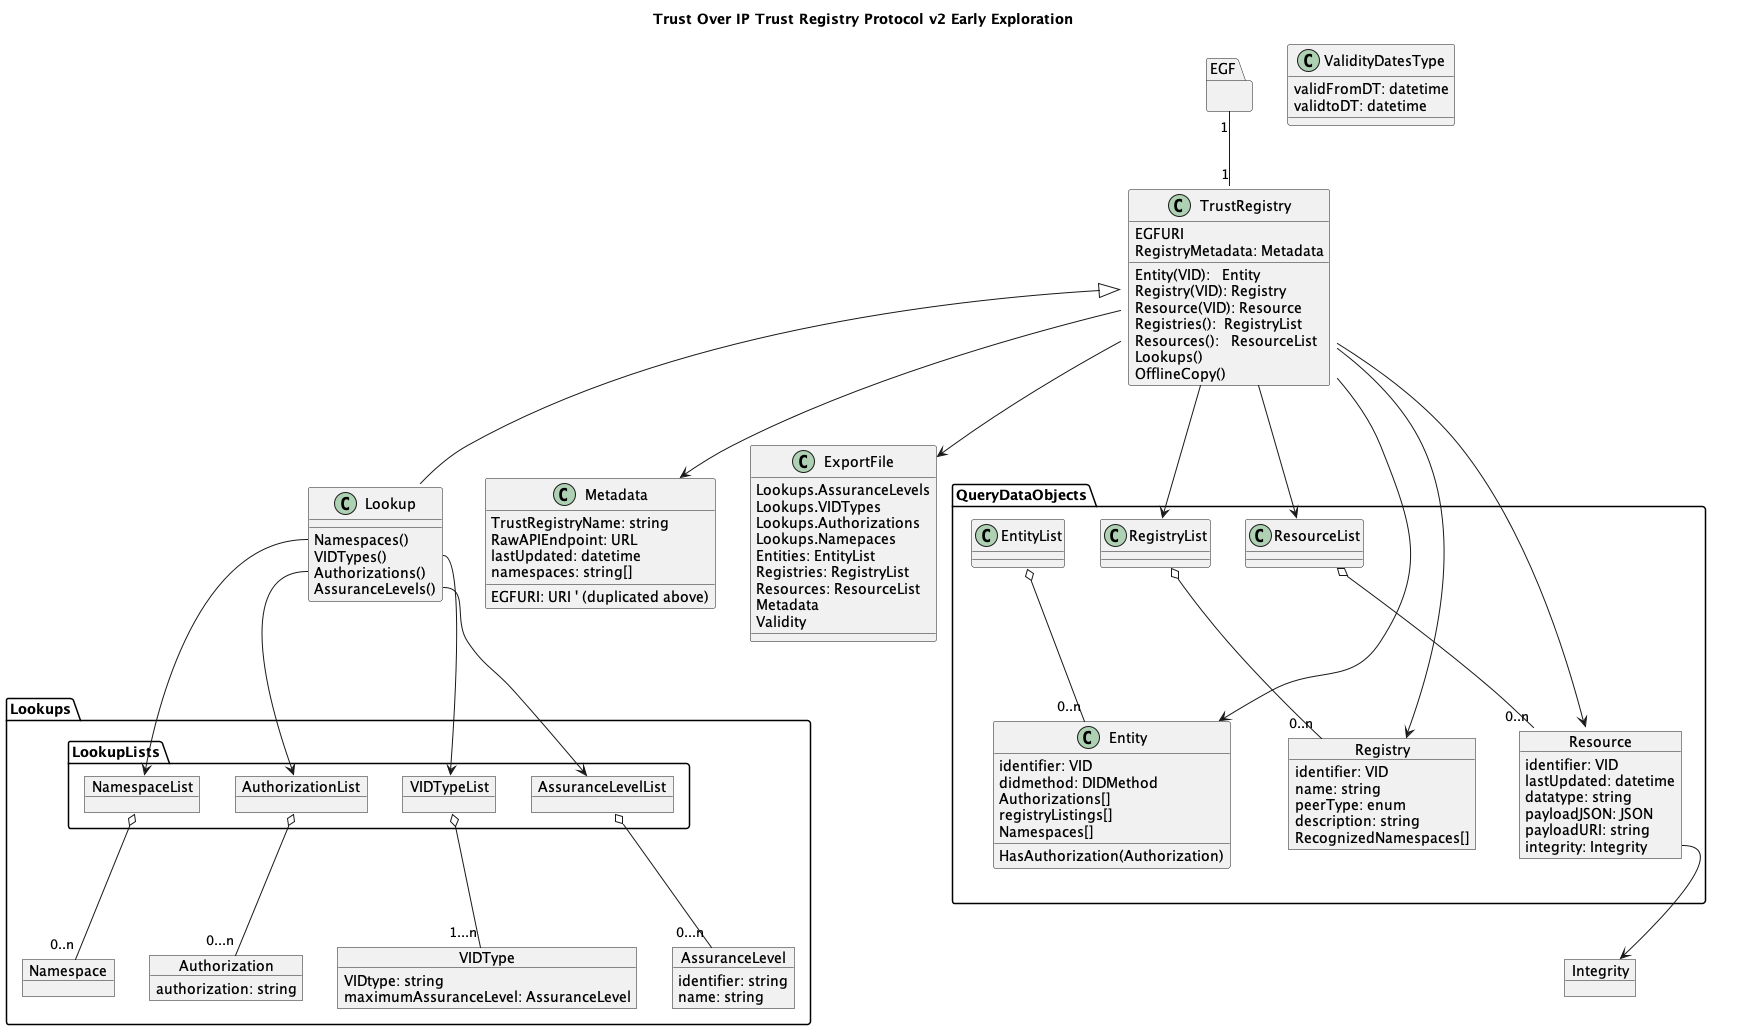 Trust Over IP Trust Registry Protocol v2 Early Exploration
EGF
C ValidityDatesType
validFromDT: datetime
validtoDT: datetime
1
1
C TrustRegistry
EGFURI
RegistryMetadata: Metadata
Entity(VID): Entity
Registry(VID): Registry
Resource(VID): Resource
Registries(): RegistryList
Resources(): ResourceList
Lookups()
OfflineCopy()
C Lookup
Namespaces()
VIDTypes()
Authorizations()
AssuranceLevels()
C Metadata
TrustRegistryName: string
RawAPIEndpoint: URL
lastUpdated: datetime
namespaces: string[]
EGFURI: URI ' (duplicated above)
C ExportFile
Lookups.AssuranceLevels
Lookups.VIDTypes
Lookups.Authorizations
Lookups.Namepaces
Entities: EntityList
Registries: RegistryList
Resources: ResourceList
Metadata
Validity
QueryDataObjects
C EntityList
C RegistryList
C ResourceList
0..n
0..n
0..n
C Entity
identifier: VID
didmethod: DIDMethod
Authorizations[]
registryListings[]
Namespaces[]
HasAuthorization(Authorization)
Registry
identifier: VID
name: string
peerType: enum
description: string
RecognizedNamespaces[]
Resource
identifier: VID
lastUpdated: datetime
datatype: string
payloadJSON: JSON
payloadURI: string
integrity: Integrity
Lookups
LookupLists
NamespaceList
AuthorizationList
VIDTypeList
AssuranceLevelList
0..n
0...n
1...n
0...n
Namespace
Authorization
authorization: string
VIDType
VIDtype: string
maximumAssuranceLevel: AssuranceLevel
AssuranceLevel
identifier: string
name: string
Integrity